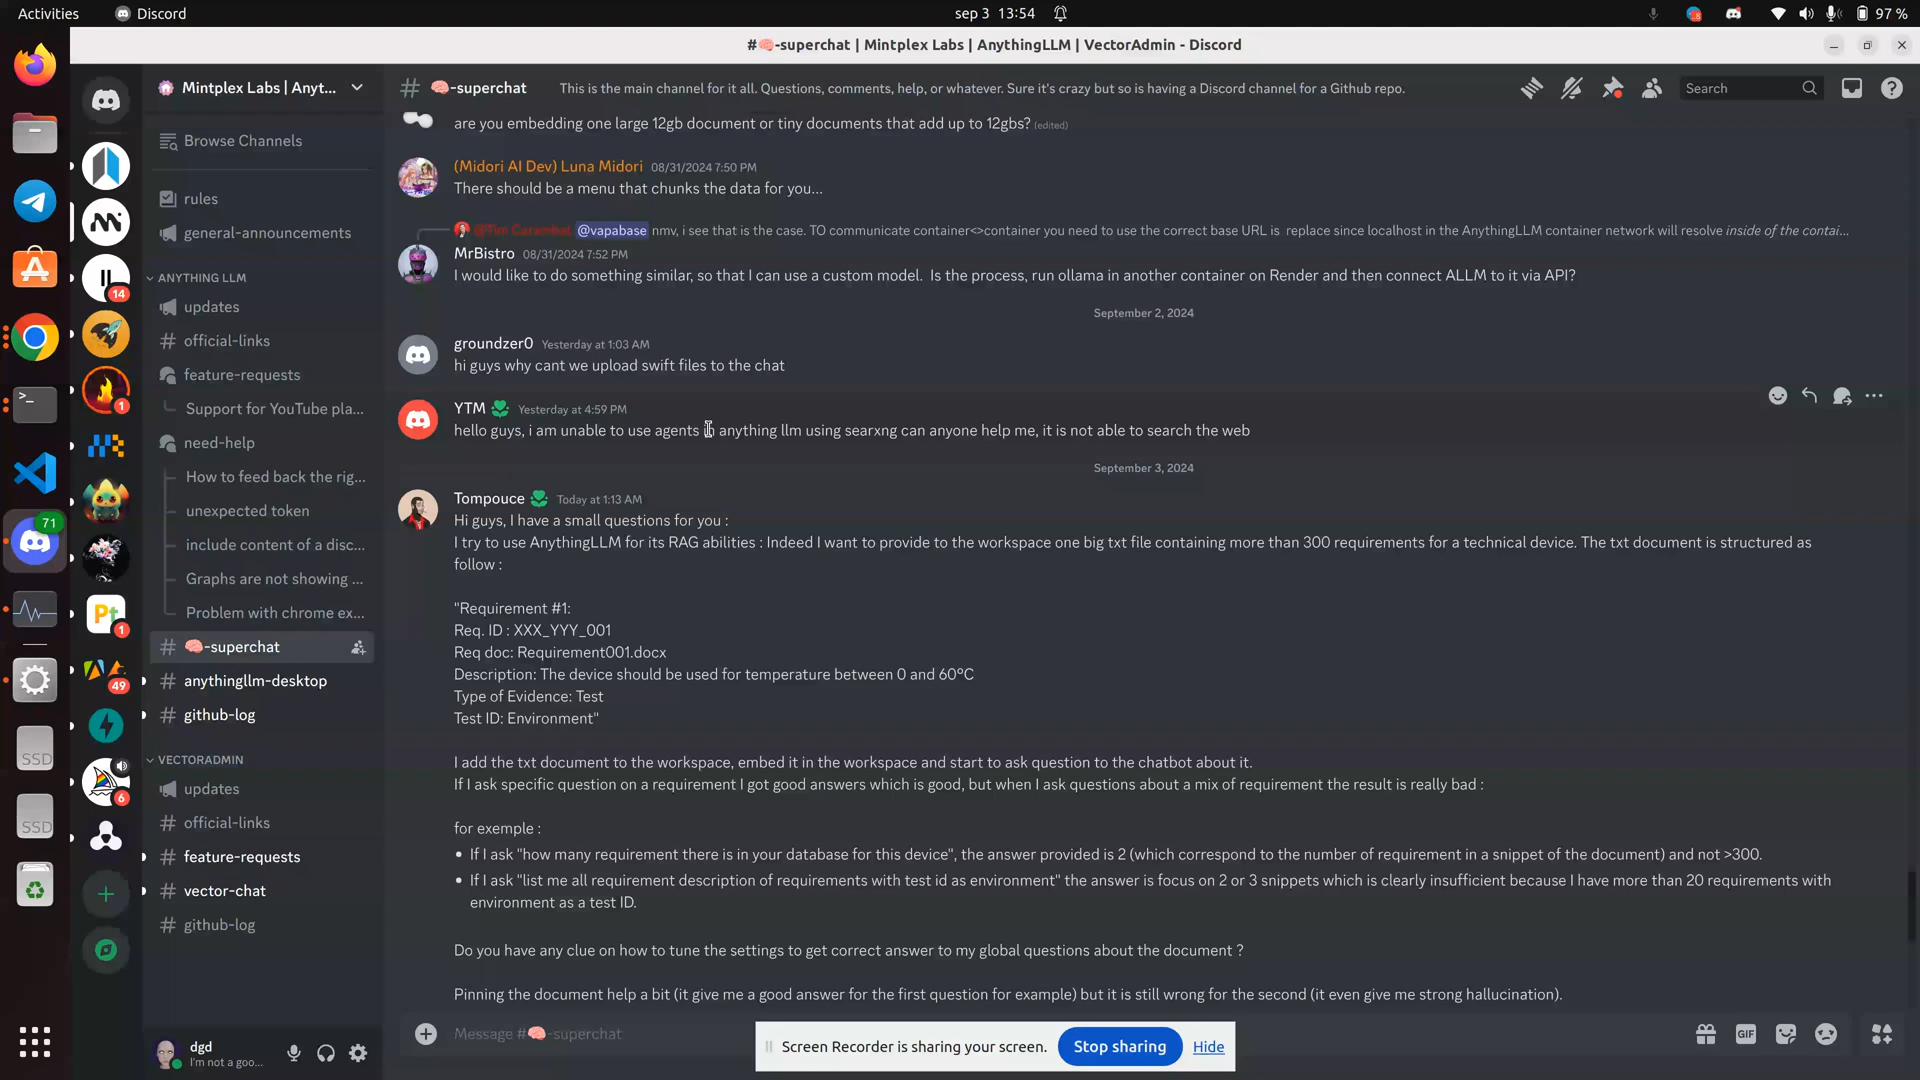 Activities
Discord
sep 3 13:54
97 %
#🧠-superchat | Mintplex Labs | AnythingLLM | VectorAdmin - Discord
Mintplex Labs | Anyt...
🧠-superchat
This is the main channel for it all. Questions, comments, help, or whatever. Sure it's crazy but so is having a Discord channel for a Github repo.
Search
Browse Channels
rules
general-announcements
ANYTHING LLM
updates
official-links
feature-requests
Support for YouTube pla...
need-help
How to feed back the rig...
unexpected token
include content of a disc...
Graphs are not showing ...
Problem with chrome ex...
🧠-superchat
anythingllm-desktop
github-log
VECTORADMIN
updates
official-links
feature-requests
vector-chat
github-log
dgd
I'm not a goo...
14
1
71
1
49
6
SSD
SSD
Pt
are you embedding one large 12gb document or tiny documents that add up to 12gbs? (edited)
(Midori AI Dev) Luna Midori 08/31/2024 7:50 PM
There should be a menu that chunks the data for you...
@Tim Carambat @vapabase nmv, i see that is the case. TO communicate container<>container you need to use the correct base URL is replace since localhost in the AnythingLLM container network will resolve inside of the contai...
MrBistro 08/31/2024 7:52 PM
I would like to do something similar, so that I can use a custom model. Is the process, run ollama in another container on Render and then connect ALLM to it via API?
September 2, 2024
groundzer0 Yesterday at 1:03 AM
hi guys why cant we upload swift files to the chat
YTM Yesterday at 4:59 PM
hello guys, i am unable to use agents in anything llm using searxng can anyone help me, it is not able to search the web
September 3, 2024
Tompouce Today at 1:13 AM
Hi guys, I have a small questions for you :
I try to use AnythingLLM for its RAG abilities : Indeed I want to provide to the workspace one big txt file containing more than 300 requirements for a technical device. The txt document is structured as
follow :
"Requirement #1:
Req. ID : XXX_YYY_001
Req doc: Requirement001.docx
Description: The device should be used for temperature between 0 and 60°C
Type of Evidence: Test
Test ID: Environment"
I add the txt document to the workspace, embed it in the workspace and start to ask question to the chatbot about it.
If I ask specific question on a requirement I got good answers which is good, but when I ask questions about a mix of requirement the result is really bad :
for exemple :
• If I ask "how many requirement there is in your database for this device", the answer provided is 2 (which correspond to the number of requirement in a snippet of the document) and not >300.
• If I ask "list me all requirement description of requirements with test id as environment" the answer is focus on 2 or 3 snippets which is clearly insufficient because I have more than 20 requirements with
environment as a test ID.
Do you have any clue on how to tune the settings to get correct answer to my global questions about the document ?
Pinning the document help a bit (it give me a good answer for the first question for example) but it is still wrong for the second (it even give me strong hallucination).
Message #🧠-superchat
GIF
Screen Recorder is sharing your screen.
Stop sharing
Hide